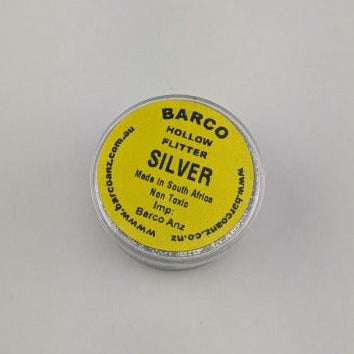 BARCO
HOLLOW
FLITTER
SILVER
Made in South Africa
Non Toxic
Imp:
Barco Anz
www.barcoanz.com.au
www.barcoanz.co.nz